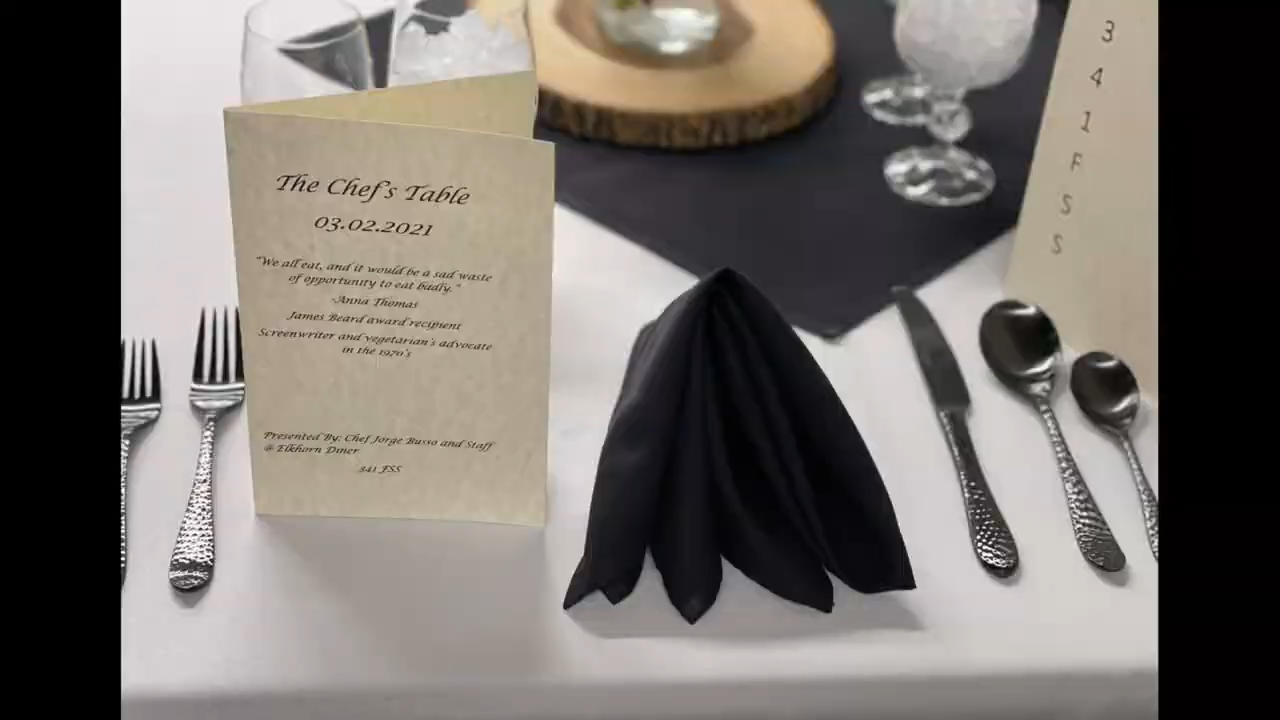 The Chef's Table
03.02.2021
"We all eat, and it would be a sad waste
of opportunity to eat badly."
-Anna Thomas
James Beard award recipient
Screenwriter and vegetarian's advocate
in the 1970's
Presented By: Chef Jorge Busso and Staff
@ Elkhorn Diner
341 FSS
3
4
1
F
S
S